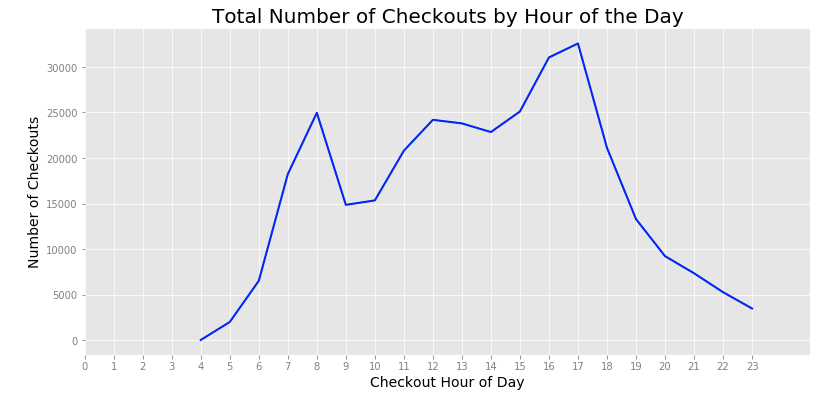 Total Number of Checkouts by Hour of the Day
Number of Checkouts
30000
25000
20000
15000
10000
5000
0
0 1 2 3 4 5 6 7 8 9 10 11 12 13 14 15 16 17 18 19 20 21 22 23
Checkout Hour of Day